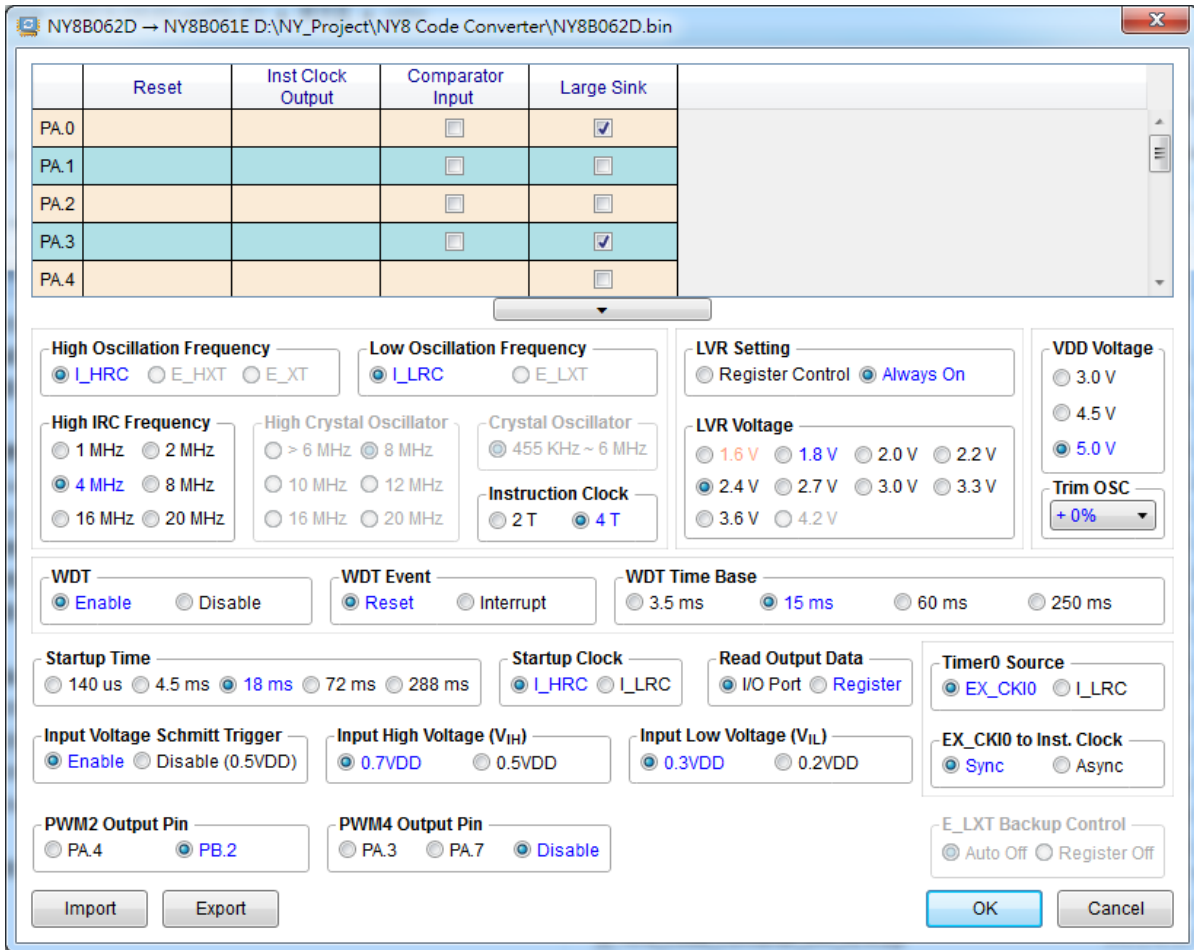 NY8B062D → NY8B061E D:\NY_Project\NY8 Code Converter\NY8B062D.bin
Reset Inst Clock Output Comparator Input Large Sink
PA.0
PA.1
PA.2
PA.3
PA.4
High Oscillation Frequency
I_HRC E_HXT E_XT
Low Oscillation Frequency
I_LRC E_LXT
LVR Setting
Register Control Always On
VDD Voltage
3.0 V
4.5 V
5.0 V
High IRC Frequency
1 MHz 2 MHz
4 MHz 8 MHz
16 MHz 20 MHz
High Crystal Oscillator
> 6 MHz 8 MHz
10 MHz 12 MHz
16 MHz 20 MHz
Crystal Oscillator
455 KHz ~ 6 MHz
Instruction Clock
2 T 4 T
LVR Voltage
1.6 V 1.8 V 2.0 V 2.2 V
2.4 V 2.7 V 3.0 V 3.3 V
3.6 V 4.2 V
Trim OSC
+ 0%
WDT
Enable Disable
WDT Event
Reset Interrupt
WDT Time Base
3.5 ms 15 ms 60 ms 250 ms
Startup Time
140 us 4.5 ms 18 ms 72 ms 288 ms
Startup Clock
I_HRC I_LRC
Read Output Data
I/O Port Register
Timer0 Source
EX_CKI0 I_LRC
Input Voltage Schmitt Trigger
Enable Disable (0.5VDD)
Input High Voltage (VIH)
0.7VDD 0.5VDD
Input Low Voltage (VIL)
0.3VDD 0.2VDD
EX_CKI0 to Inst. Clock
Sync Async
PWM2 Output Pin
PA.4 PB.2
PWM4 Output Pin
PA.3 PA.7 Disable
E_LXT Backup Control
Auto Off Register Off
Import Export OK Cancel